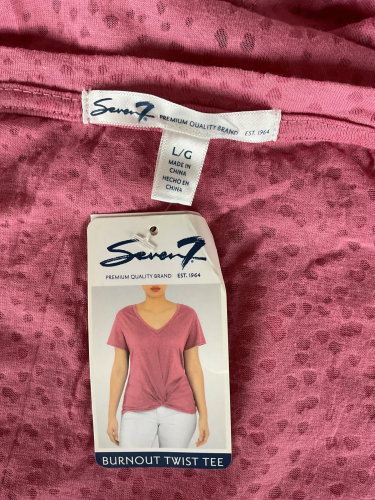 Seven7.
PREMIUM QUALITY BRAND EST. 1964
L/G
MADE IN
CHINA
HECHO EN
CHINA
Seven7.
PREMIUM QUALITY BRAND EST. 1964
BURNOUT TWIST TEE